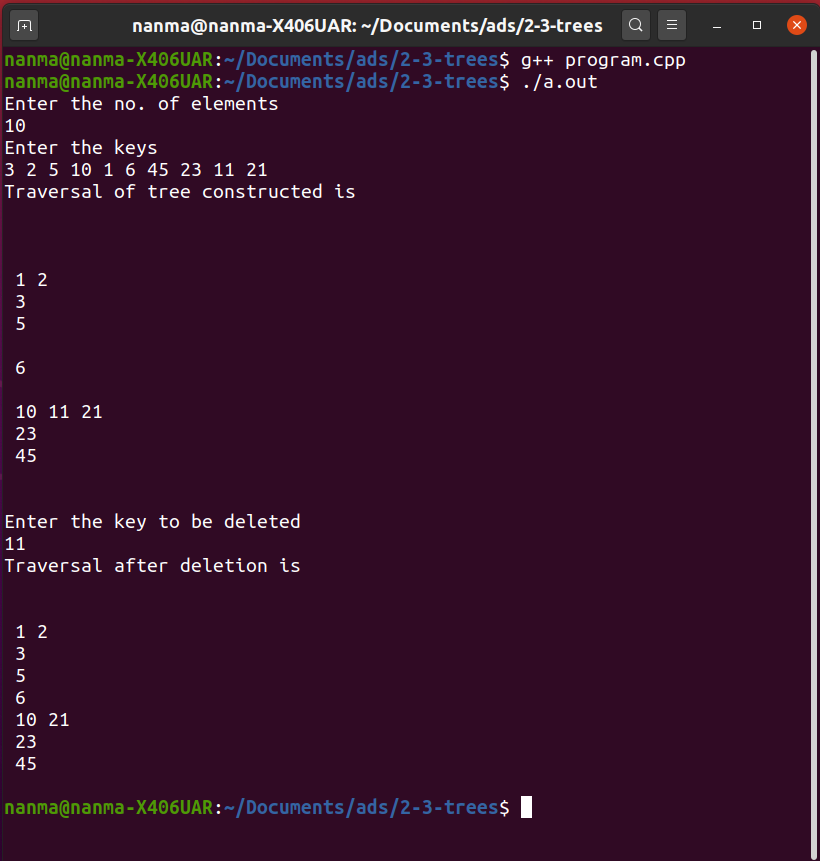 nanma@nanma-X406UAR: ~/Documents/ads/2-3-trees
nanma@nanma-X406UAR:~/Documents/ads/2-3-trees$ g++ program.cpp
nanma@nanma-X406UAR:~/Documents/ads/2-3-trees$ ./a.out
Enter the no. of elements
10
Enter the keys
3 2 5 10 1 6 45 23 11 21
Traversal of tree constructed is
1 2
3
5
6
10 11 21
23
45
Enter the key to be deleted
11
Traversal after deletion is
1 2
3
5
6
10 21
23
45
nanma@nanma-X406UAR:~/Documents/ads/2-3-trees$